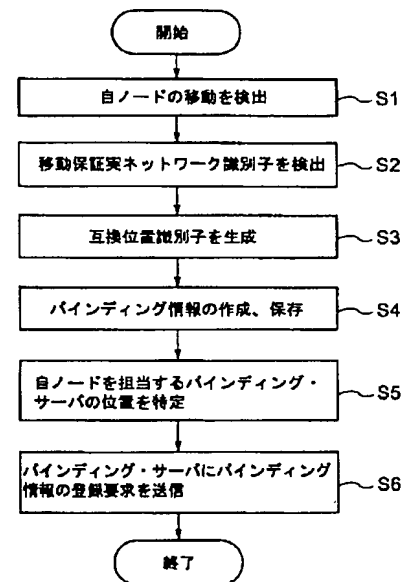 開始
自ノードの移動を検出
S1
移動保証実ネットワーク識別子を検出
S2
互換位置識別子を生成
S3
バインディング情報の作成、保存
S4
自ノードを担当するバインディング・
サーバの位置を特定
S5
バインディング・サーバにバインディング
情報の登録要求を送信
S6
終了